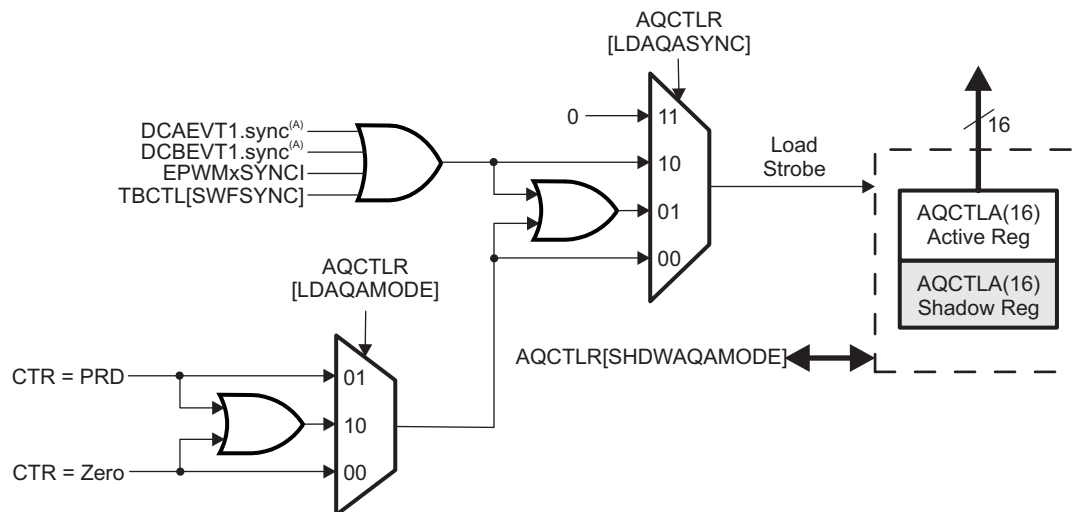 AQCTLR
[LDAQASYNC]
0
11
16
DCAEVT1.sync(A)
DCBEVT1.sync(A)
EPWMxSYNCI
TBCTL[SWFSYNC]
10
Load
Strobe
01
00
AQCTLA(16)
Active Reg
AQCTLA(16)
Shadow Reg
AQCTLR
[LDAQAMODE]
AQCTLR[SHDWAQAMODE]
CTR = PRD
01
10
CTR = Zero
00